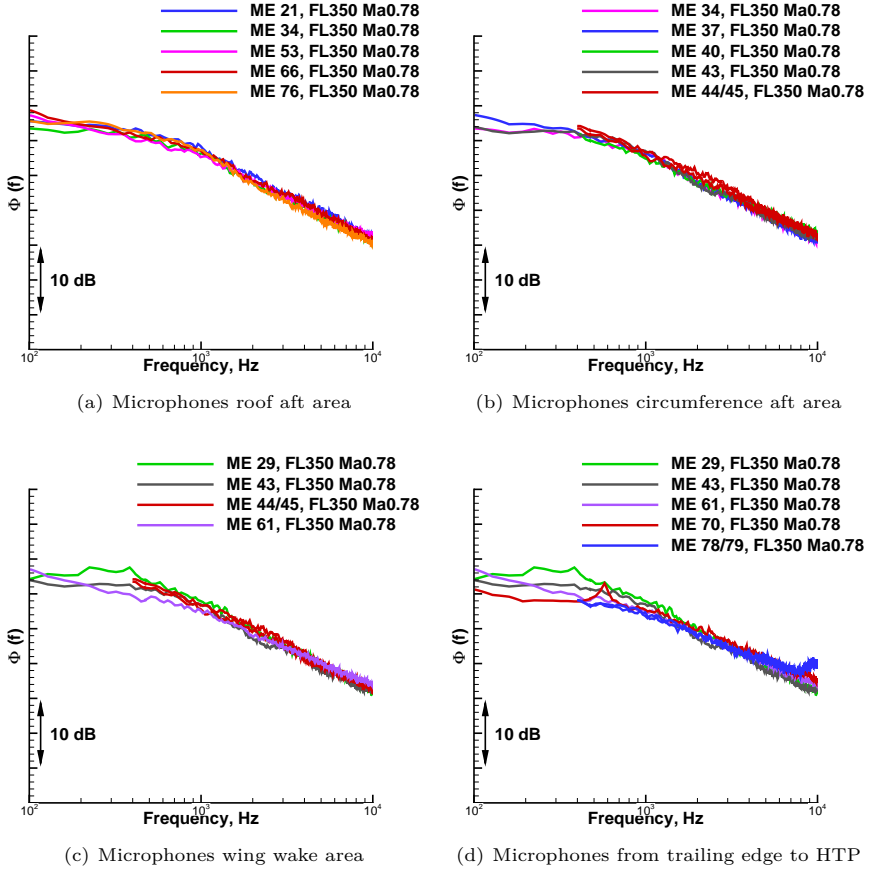 ME 21, FL350 Ma0.78
ME 34, FL350 Ma0.78
ME 53, FL350 Ma0.78
ME 66, FL350 Ma0.78
ME 76, FL350 Ma0.78
Φ (f)
10 dB
10² 10³ 10⁴
Frequency, Hz
(a) Microphones roof aft area
ME 34, FL350 Ma0.78
ME 37, FL350 Ma0.78
ME 40, FL350 Ma0.78
ME 43, FL350 Ma0.78
ME 44/45, FL350 Ma0.78
Φ (f)
10 dB
10² 10³ 10⁴
Frequency, Hz
(b) Microphones circumference aft area
ME 29, FL350 Ma0.78
ME 43, FL350 Ma0.78
ME 44/45, FL350 Ma0.78
ME 61, FL350 Ma0.78
Φ (f)
10 dB
10² 10³ 10⁴
Frequency, Hz
(c) Microphones wing wake area
ME 29, FL350 Ma0.78
ME 43, FL350 Ma0.78
ME 61, FL350 Ma0.78
ME 70, FL350 Ma0.78
ME 78/79, FL350 Ma0.78
Φ (f)
10 dB
10² 10³ 10⁴
Frequency, Hz
(d) Microphones from trailing edge to HTP